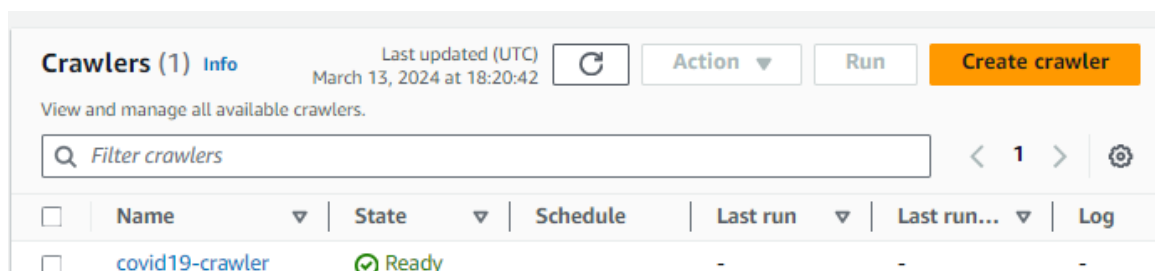 Crawlers (1) Info
Last updated (UTC)
March 13, 2024 at 18:20:42
Action
Run
Create crawler
View and manage all available crawlers.
Filter crawlers
1
Name State Schedule Last run Last run... Log
covid19-crawler Ready - - -